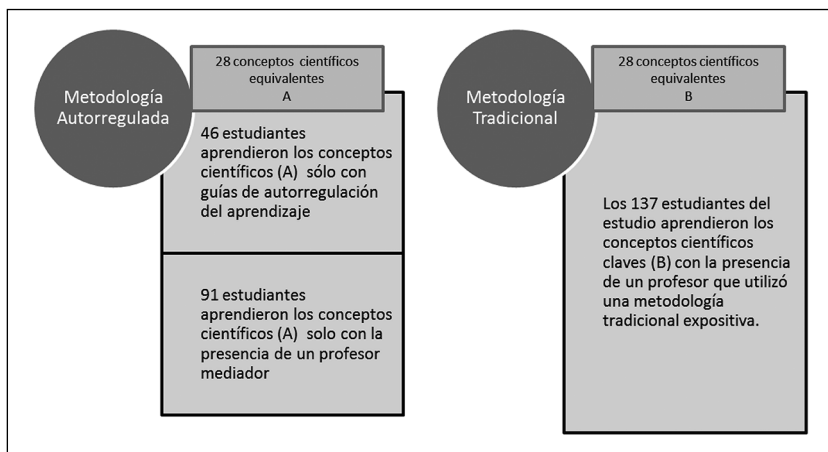 Metodología
Autorregulada
28 conceptos científicos
equivalentes
A
46 estudiantes
aprendieron los conceptos
científicos (A) sólo con
guías de autorregulación
del aprendizaje
91 estudiantes
aprendieron los conceptos
científicos (A) solo con la
presencia de un profesor
mediador
Metodología
Tradicional
28 conceptos científicos
equivalentes
B
Los 137 estudiantes del
estudio aprendieron los
conceptos científicos
claves (B) con la presencia
de un profesor que utilizó
una metodología
tradicional expositiva.